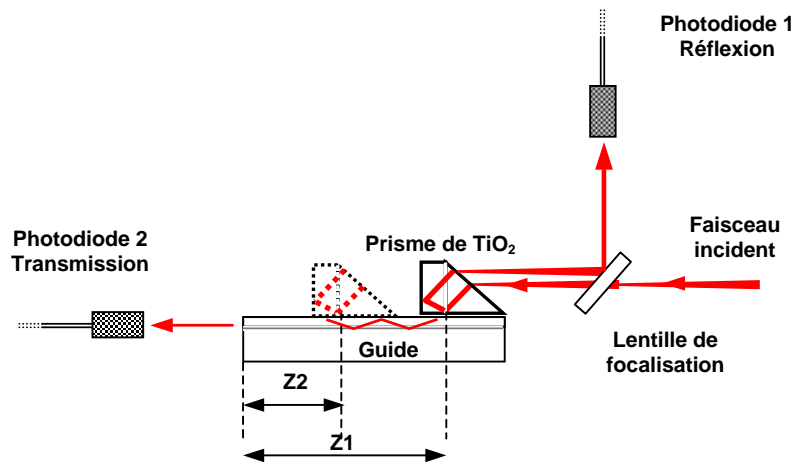 Photodiode 1
Réflexion
Photodiode 2
Transmission
Prisme de TiO₂
Faisceau
incident
Lentille de
focalisation
Guide
Z2
Z1